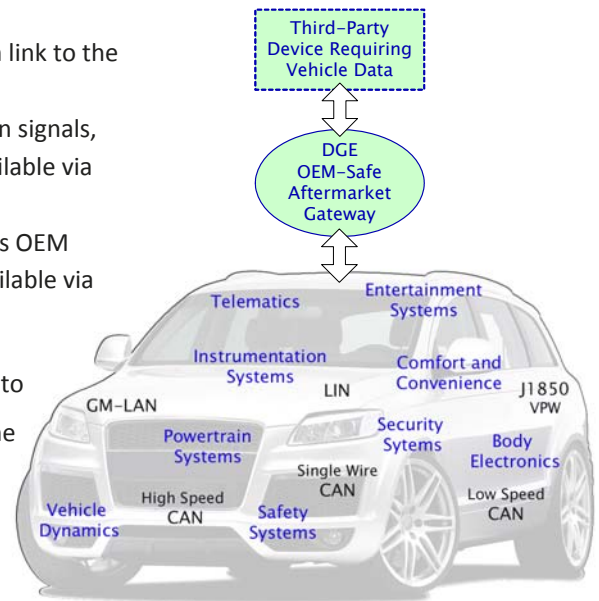 link to the
n signals,
ilable via
s OEM
ilable via
to
ne
Third-Party
Device Requiring
Vehicle Data
DGE
OEM-Safe
Aftermarket
Gateway
Telematics
Entertainment
Systems
Instrumentation
Systems
Comfort and
Convenience
LIN
J1850
VPW
GM-LAN
Powertrain
Systems
Security
Sytems
Body
Electronics
Single Wire
CAN
High Speed
CAN
Low Speed
CAN
Vehicle
Dynamics
Safety
Systems